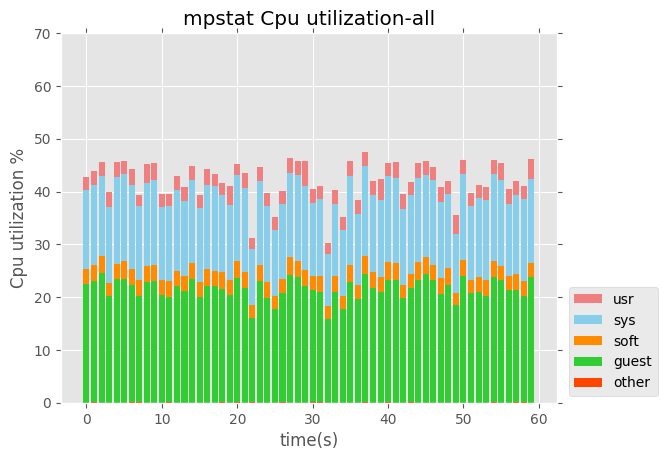 mpstat Cpu utilization-all
Cpu utilization %
70
60
50
40
30
20
10
0
0 10 20 30 40 50 60
time(s)
usr
sys
soft
guest
other